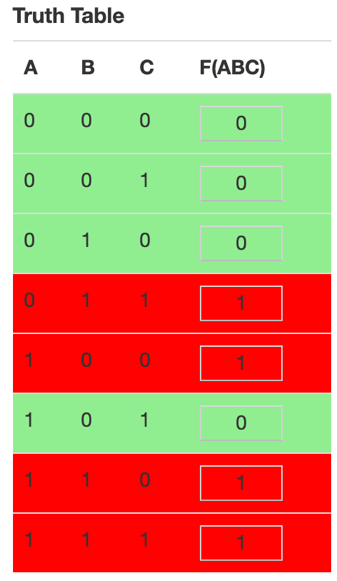 Truth Table
A B C F(ABC)
0 0 0 0
0 0 1 0
0 1 0 0
0 1 1 1
1 0 0 1
1 0 1 0
1 1 0 1
1 1 1 1